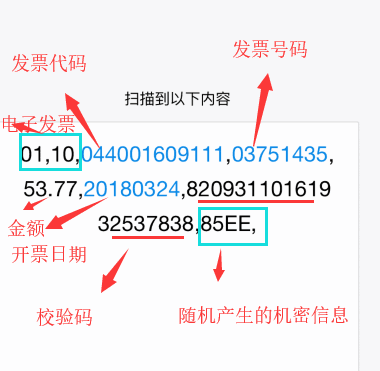 发票代码
发票号码
扫描到以下内容
电子发票
01,10,044001609111,03751435,
53.77,20180324,820931101619
金额
32537838,85EE,
开票日期
校验码
随机产生的机密信息